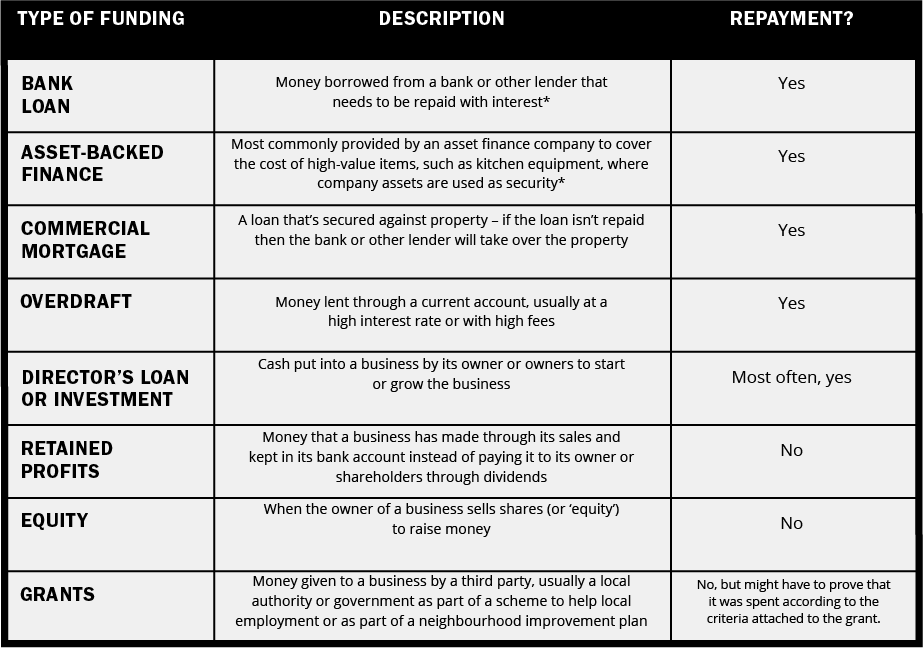 TYPE OF FUNDING
DESCRIPTION
REPAYMENT?
BANK
LOAN
Money borrowed from a bank or other lender that
needs to be repaid with interest*
Yes
ASSET-BACKED
FINANCE
Most commonly provided by an asset finance company to cover
the cost of high-value items, such as kitchen equipment, where
company assets are used as security*
Yes
COMMERCIAL
MORTGAGE
A loan that’s secured against property – if the loan isn’t repaid
then the bank or other lender will take over the property
Yes
OVERDRAFT
Money lent through a current account, usually at a
high interest rate or with high fees
Yes
DIRECTOR’S LOAN
OR INVESTMENT
Cash put into a business by its owner or owners to start
or grow the business
Most often, yes
RETAINED
PROFITS
Money that a business has made through its sales and
kept in its bank account instead of paying it to its owner or
shareholders through dividends
No
EQUITY
When the owner of a business sells shares (or ‘equity’)
to raise money
No
GRANTS
Money given to a business by a third party, usually a local
authority or government as part of a scheme to help local
employment or as part of a neighbourhood improvement plan
No, but might have to prove that
it was spent according to the
criteria attached to the grant.